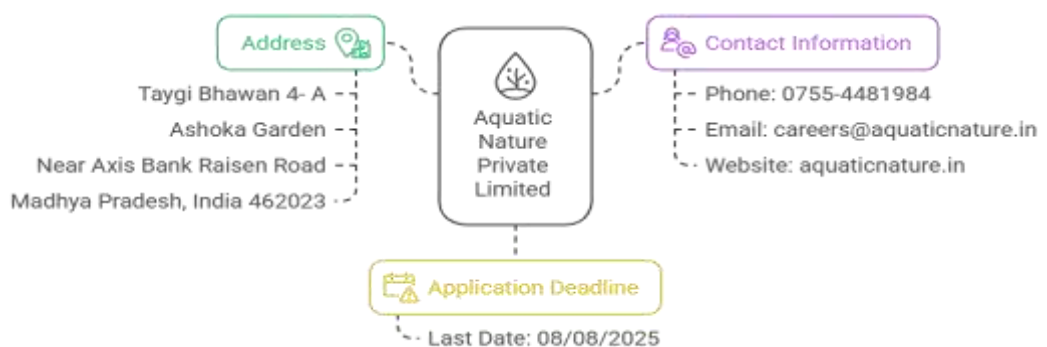 Address
Taygi Bhawan 4- A
Ashoka Garden
Near Axis Bank Raisen Road
Madhya Pradesh, India 462023
Aquatic
Nature
Private
Limited
Contact Information
Phone: 0755-4481984
Email: careers@aquaticnature.in
Website: aquaticnature.in
Application Deadline
Last Date: 08/08/2025